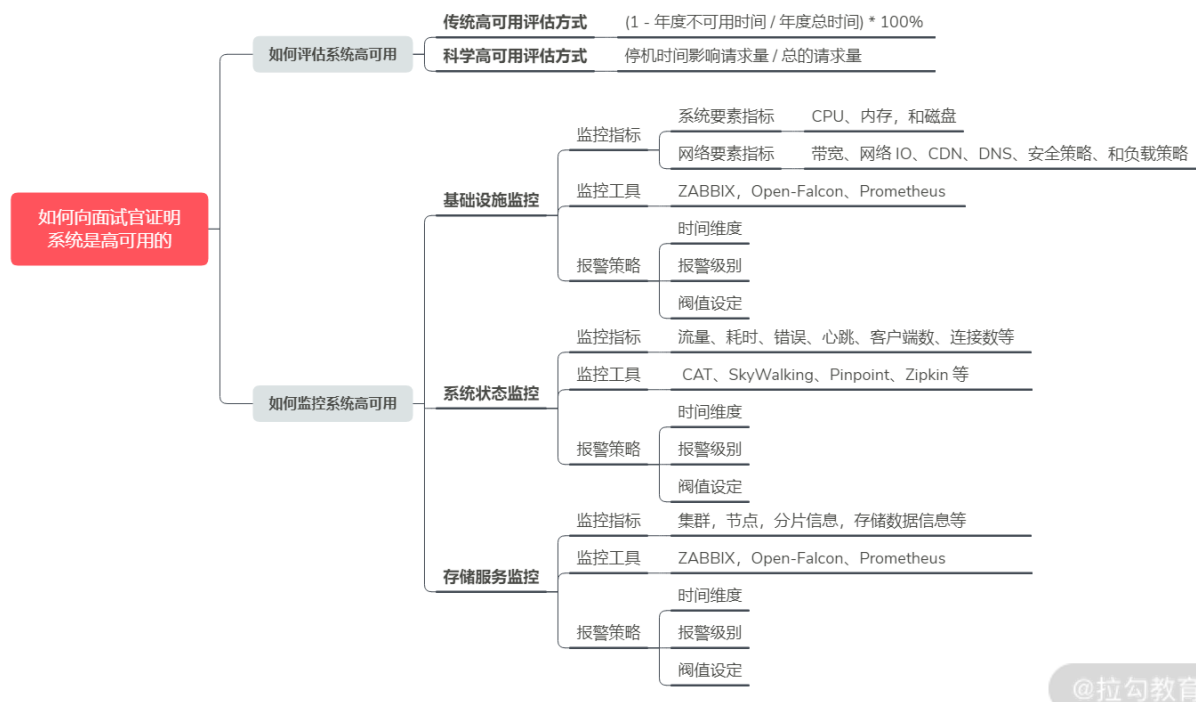 如何向面试官证明
系统是高可用的
如何评估系统高可用
传统高可用评估方式
(1 - 年度不可用时间 / 年度总时间) * 100%
科学高可用评估方式
停机时间影响请求量 / 总的请求量
如何监控系统高可用
基础设施监控
监控指标
系统要素指标
CPU、内存，和磁盘
网络要素指标
带宽、网络 IO、CDN、DNS、安全策略、和负载策略
监控工具
ZABBIX，Open-Falcon、Prometheus
报警策略
时间维度
报警级别
阀值设定
系统状态监控
监控指标
流量、耗时、错误、心跳、客户端数、连接数等
监控工具
CAT、SkyWalking、Pinpoint、Zipkin 等
报警策略
时间维度
报警级别
阀值设定
存储服务监控
监控指标
集群，节点，分片信息，存储数据信息等
监控工具
ZABBIX，Open-Falcon、Prometheus
报警策略
时间维度
报警级别
阀值设定
@拉勾教育